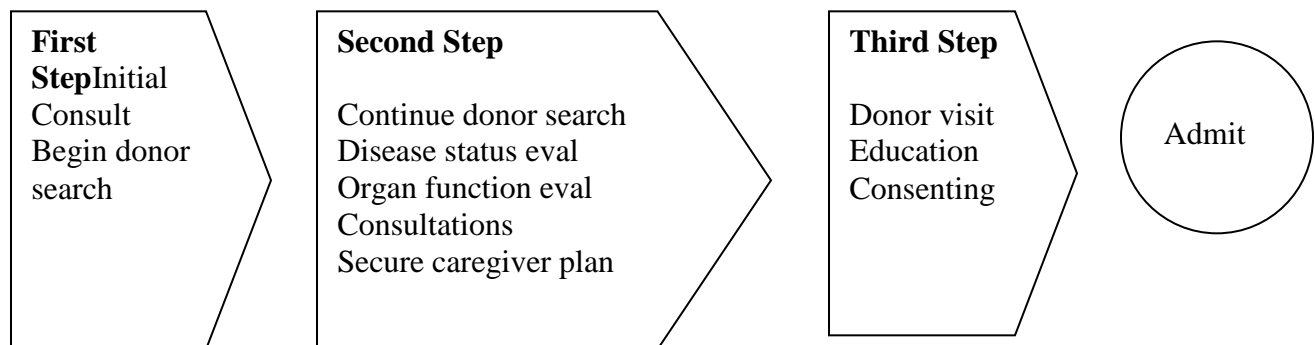 First
StepInitial
Consult
Begin donor
search
Second Step
Continue donor search
Disease status eval
Organ function eval
Consultations
Secure caregiver plan
Third Step
Donor visit
Education
Consenting
Admit